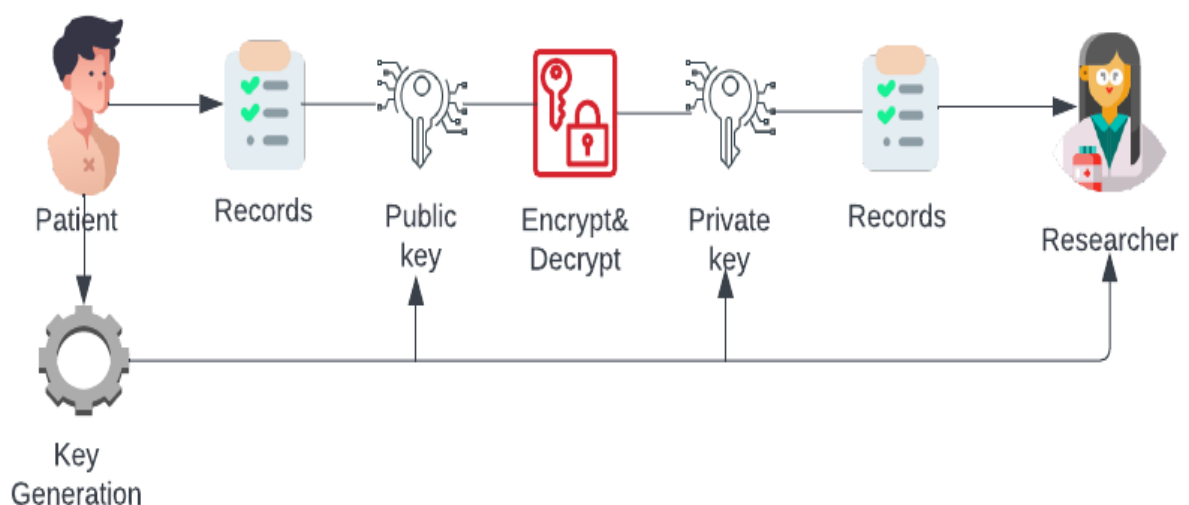 Patient
Records
Public
key
Encrypt&
Decrypt
Private
key
Records
Researcher
Key
Generation